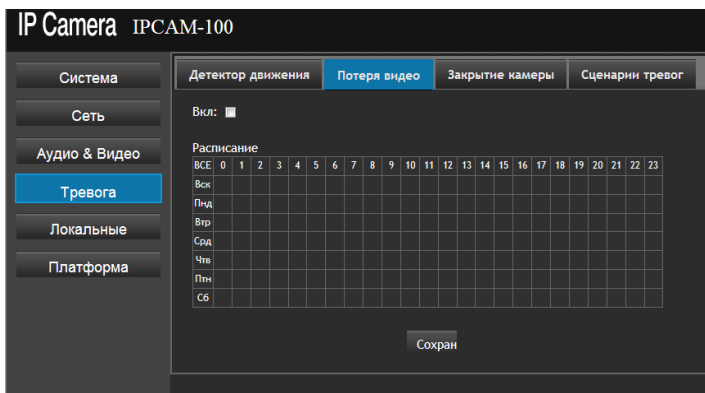 IP Camera IPCAM-100
Система
Сеть
Аудио & Видео
Тревога
Локальные
Платформа
Детектор движения Потеря видео Закрытие камеры Сценарии тревог
Вкл:
Расписание
ВСЕ 0 1 2 3 4 5 6 7 8 9 10 11 12 13 14 15 16 17 18 19 20 21 22 23
Вск
Пнд
Втр
Срд
Чтв
Птн
Сб
Сохран